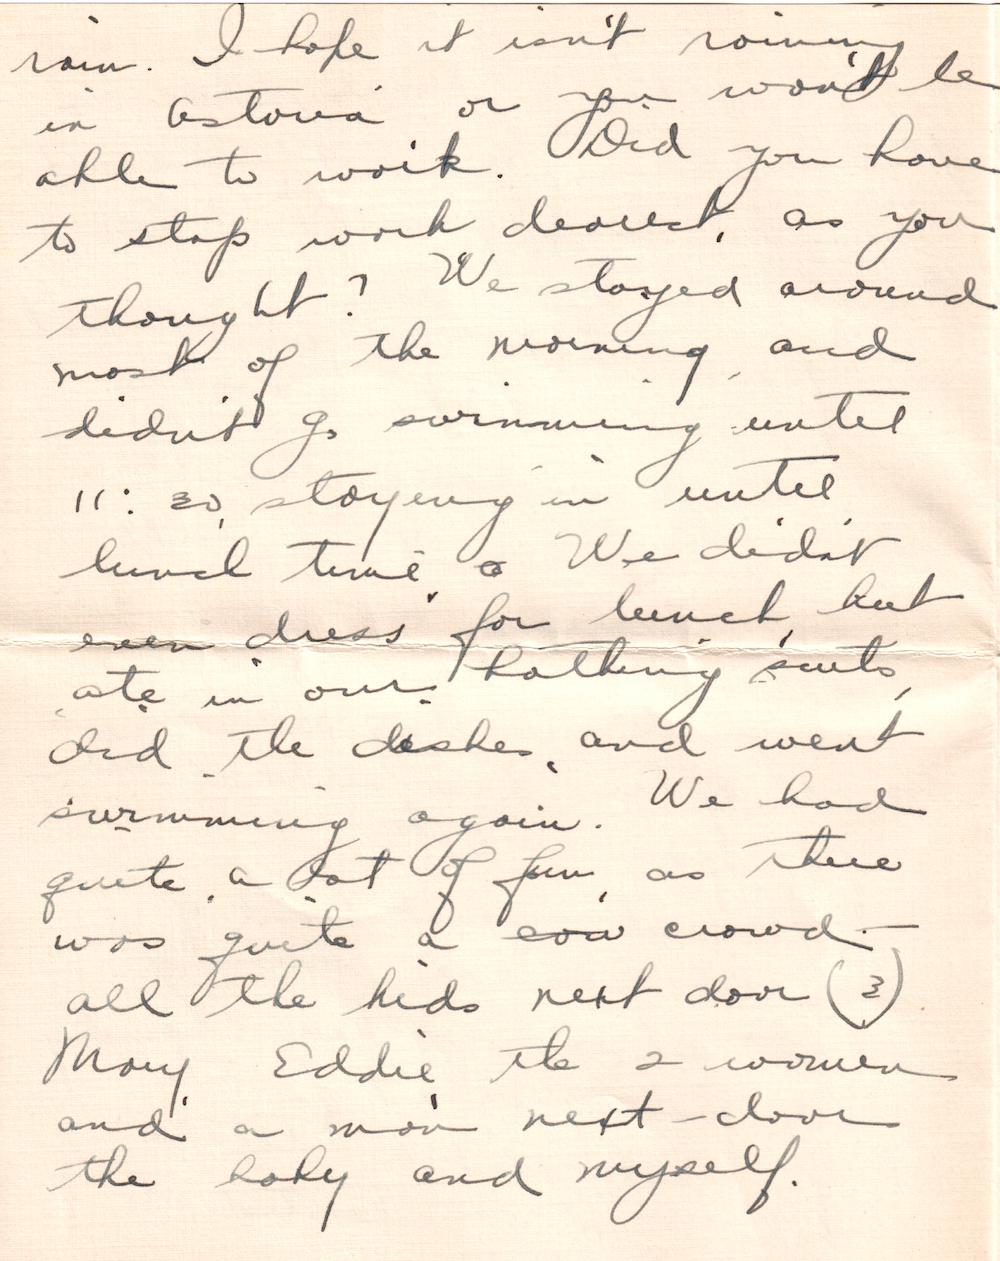 rain. I hope it isn't raining
in Astoria or you won't be
able to work. Did you have
to stop work dearest, as you
thought? We stayed around
most of the morning, and
didn't go swimming until
11:30, staying in until
lunch time. We didn't
even dress for lunch, but
ate in our bathing suits,
did the dishes, and went
swimming again. We had
quite a lot of fun, as there
was quite a cow crowd -
all the kids next door (3)
Mary Eddie the 2 women
and a man next-door
the baby and myself.